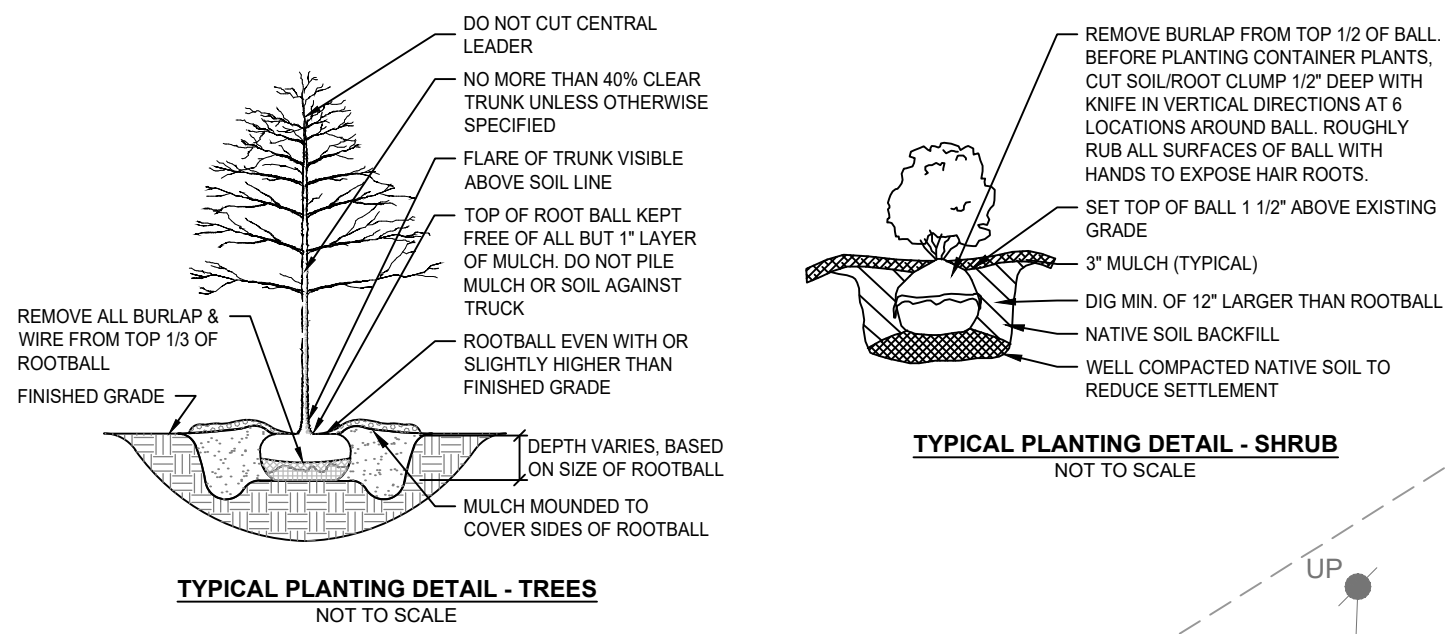 DO NOT CUT CENTRAL
LEADER
NO MORE THAN 40% CLEAR
TRUNK UNLESS OTHERWISE
SPECIFIED
FLARE OF TRUNK VISIBLE
ABOVE SOIL LINE
TOP OF ROOT BALL KEPT
FREE OF ALL BUT 1" LAYER
OF MULCH. DO NOT PILE
MULCH OR SOIL AGAINST
TRUCK
ROOTBALL EVEN WITH OR
SLIGHTLY HIGHER THAN
FINISHED GRADE
DEPTH VARIES, BASED
ON SIZE OF ROOTBALL
MULCH MOUNDED TO
COVER SIDES OF ROOTBALL
REMOVE ALL BURLAP &
WIRE FROM TOP 1/3 OF
ROOTBALL
FINISHED GRADE
TYPICAL PLANTING DETAIL - TREES
NOT TO SCALE
REMOVE BURLAP FROM TOP 1/2 OF BALL.
BEFORE PLANTING CONTAINER PLANTS,
CUT SOIL/ROOT CLUMP 1/2" DEEP WITH
KNIFE IN VERTICAL DIRECTIONS AT 6
LOCATIONS AROUND BALL. ROUGHLY
RUB ALL SURFACES OF BALL WITH
HANDS TO EXPOSE HAIR ROOTS.
SET TOP OF BALL 1 1/2" ABOVE EXISTING
GRADE
3" MULCH (TYPICAL)
DIG MIN. OF 12" LARGER THAN ROOTBALL
NATIVE SOIL BACKFILL
WELL COMPACTED NATIVE SOIL TO
REDUCE SETTLEMENT
TYPICAL PLANTING DETAIL - SHRUB
NOT TO SCALE
UP